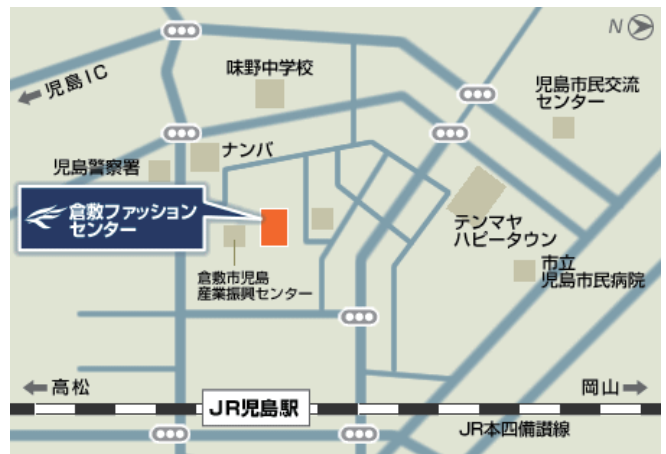 N
児島IC
味野中学校
児島市民交流
センター
ナンバ
児島警察署
倉敷ファッション
センター
テンマヤ
ハピータウン
市立
児島市民病院
倉敷市児島
産業振興センター
高松
岡山
JR児島駅
JR本四備讃線